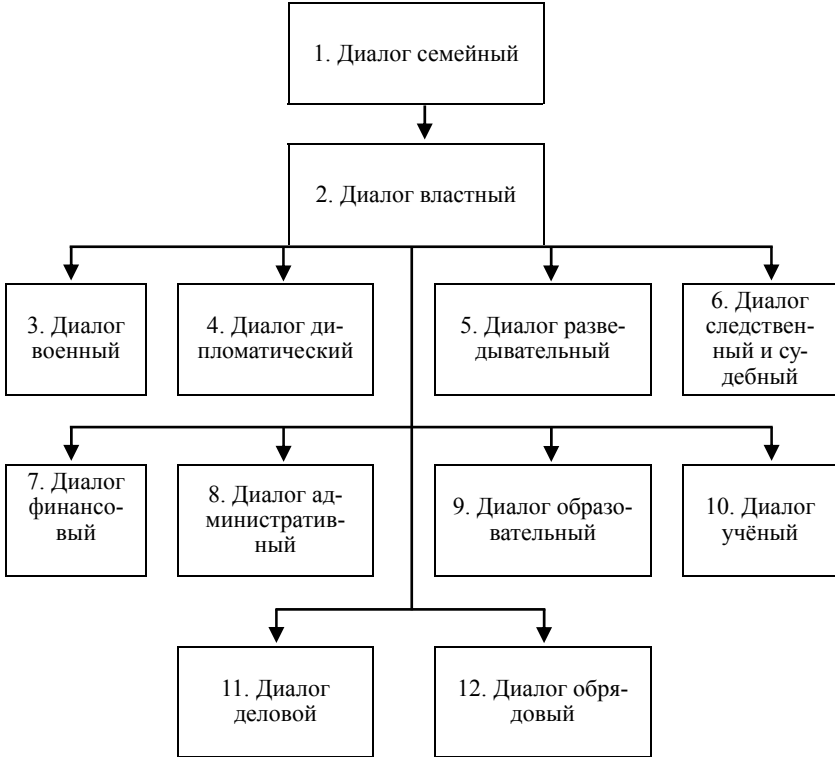 1. Диалог семейный
2. Диалог властный
3. Диалог
военный
4. Диалог ди-
пломатический
5. Диалог разве-
дывательный
6. Диалог
следствен-
ный и су-
дебный
7. Диалог
финансо-
вый
8. Диалог ад-
министратив-
ный
9. Диалог образо-
вательный
10. Диалог
учёный
11. Диалог
деловой
12. Диалог обря-
довый